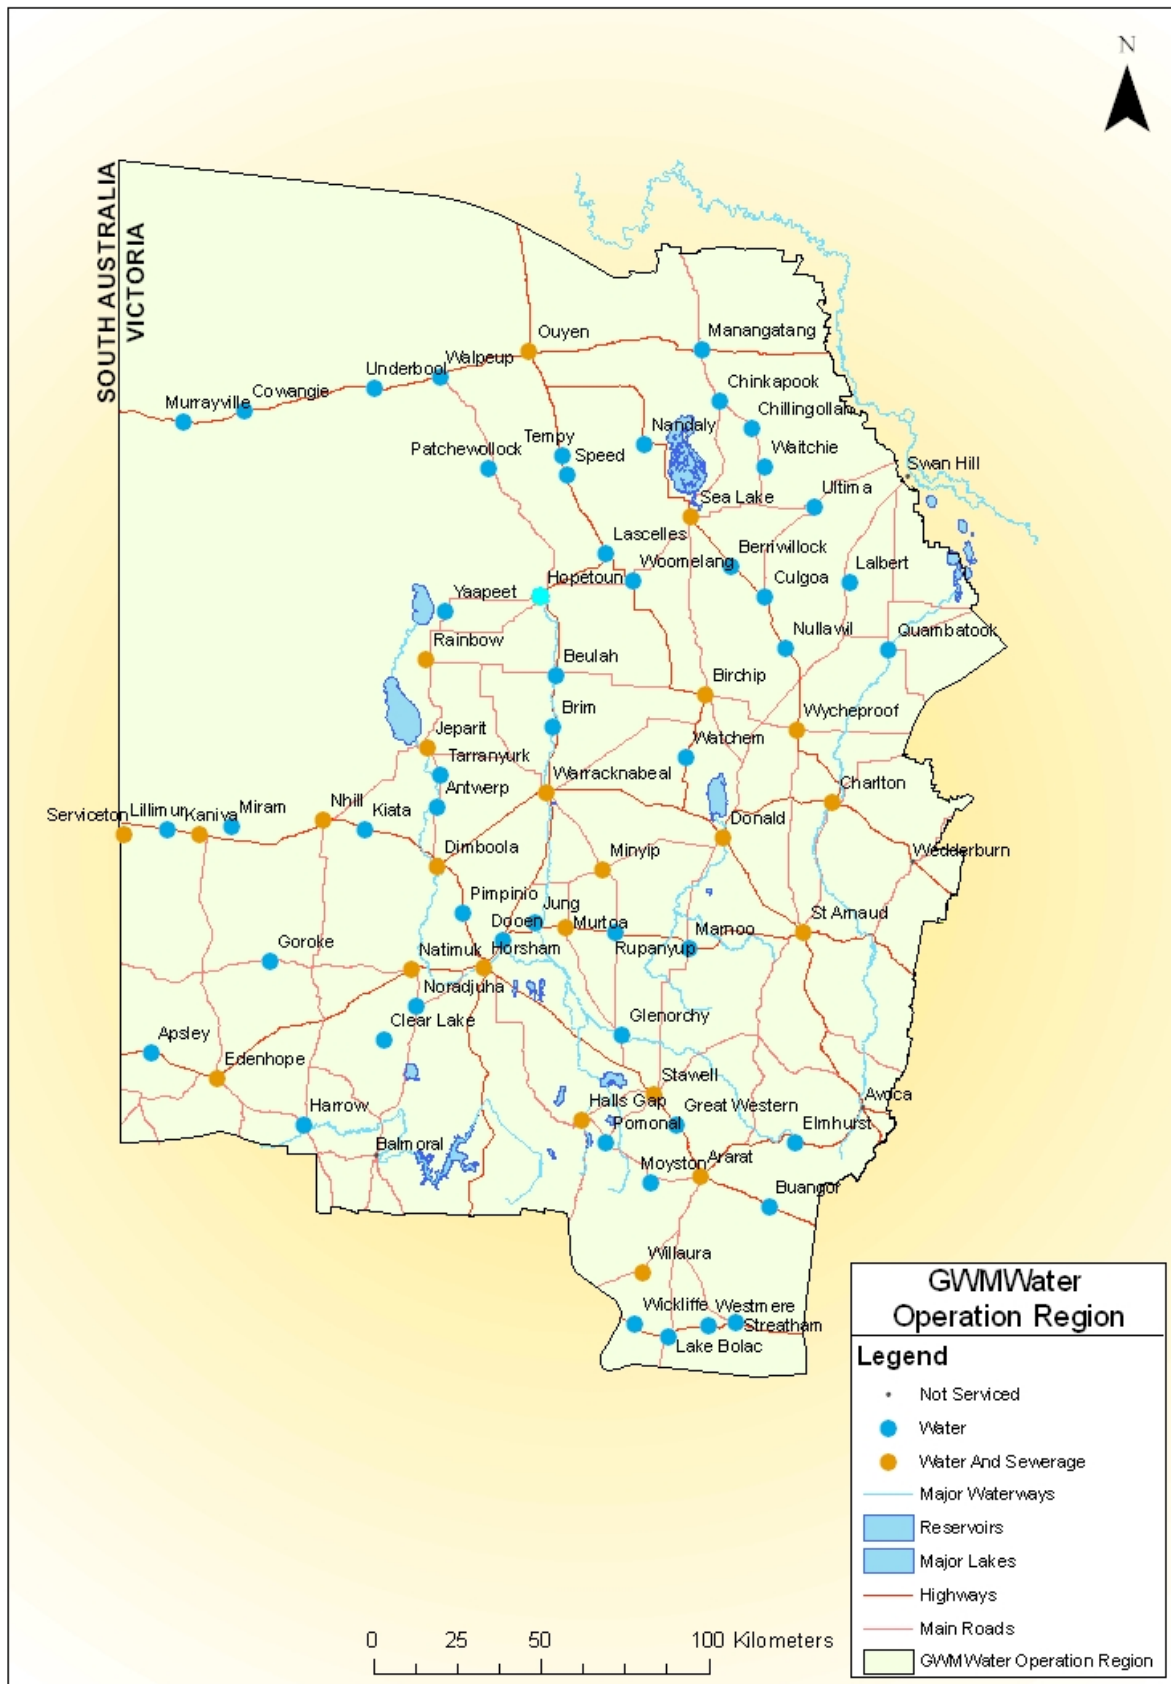 N
SOUTH AUSTRALIA
VICTORIA
Ouyen
Manangatang
Walpeup
Underbool
Cowangie
Murrayville
Chinkapook
Chillingollah
Nandaly
Tempy
Patchewollock
Speed
Waitchie
Swan Hill
Ultima
Sea Lake
Lascelles
Woomelang
Berriwillock
Lalbert
Hopetoun
Culgoa
Yaapeet
Nullawil
Quambatook
Rainbow
Beulah
Birchip
Brim
Wycheproof
Jeparit
Watchem
Tarranyurk
Warracknabeal
Charlton
Antwerp
Serviceton
Lillimur
Kaniva
Miram
Nhill
Kiata
Donald
Dimboola
Minyip
Wedderburn
Pimpinio
Jung
Dooen
Murtoa
Marnoo
St Arnaud
Goroke
Natimuk
Horsham
Rupanyup
Noradjuha
Clear Lake
Glenorchy
Apsley
Edenhope
Stawell
Avoca
Harrow
Halls Gap
Great Western
Pomonal
Elmhurst
Balmoral
Moyston
Ararat
Buangor
Willaura
Wickliffe
Westmere
Streatham
Lake Bolac
GWMWater
Operation Region
Legend
Not Serviced
Water
Water And Sewerage
Major Waterways
Reservoirs
Major Lakes
Highways
Main Roads
GWMWater Operation Region
0 25 50 100 Kilometers